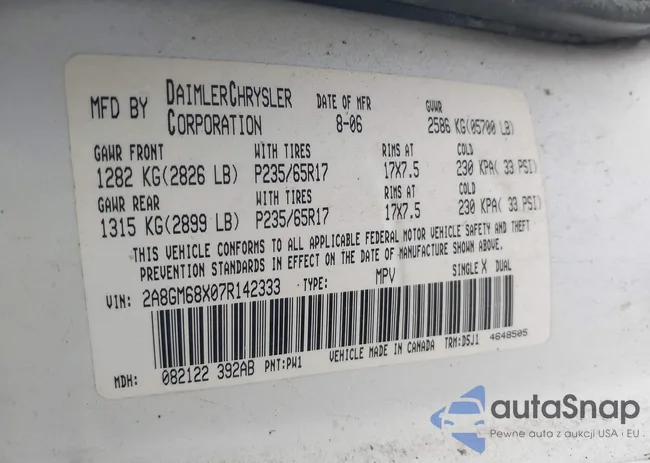 MFD BY DAIMLERCHRYSLER CORPORATION DATE OF MFR 8-06 GVWR 2586 KG(05700 LB)
GAWR FRONT WITH TIRES RIMS AT COLD
1282 KG(2826 LB) P235/65R17 17X7.5 230 KPA( 33 PSI)
GAWR REAR WITH TIRES RIMS AT COLD
1315 KG(2899 LB) P235/65R17 17X7.5 230 KPA( 33 PSI)
THIS VEHICLE CONFORMS TO ALL APPLICABLE FEDERAL MOTOR VEHICLE SAFETY AND THEFT
PREVENTION STANDARDS IN EFFECT ON THE DATE OF MANUFACTURE SHOWN ABOVE.
VIN: 2A8GM68X07R142333 TYPE: MPV SINGLE X DUAL
VEHICLE MADE IN CANADA TRM:D5J1 4648505
MDH: 082122 392AB PNT:PW1
autaSnap
Pewne auta z aukcji USA i EU